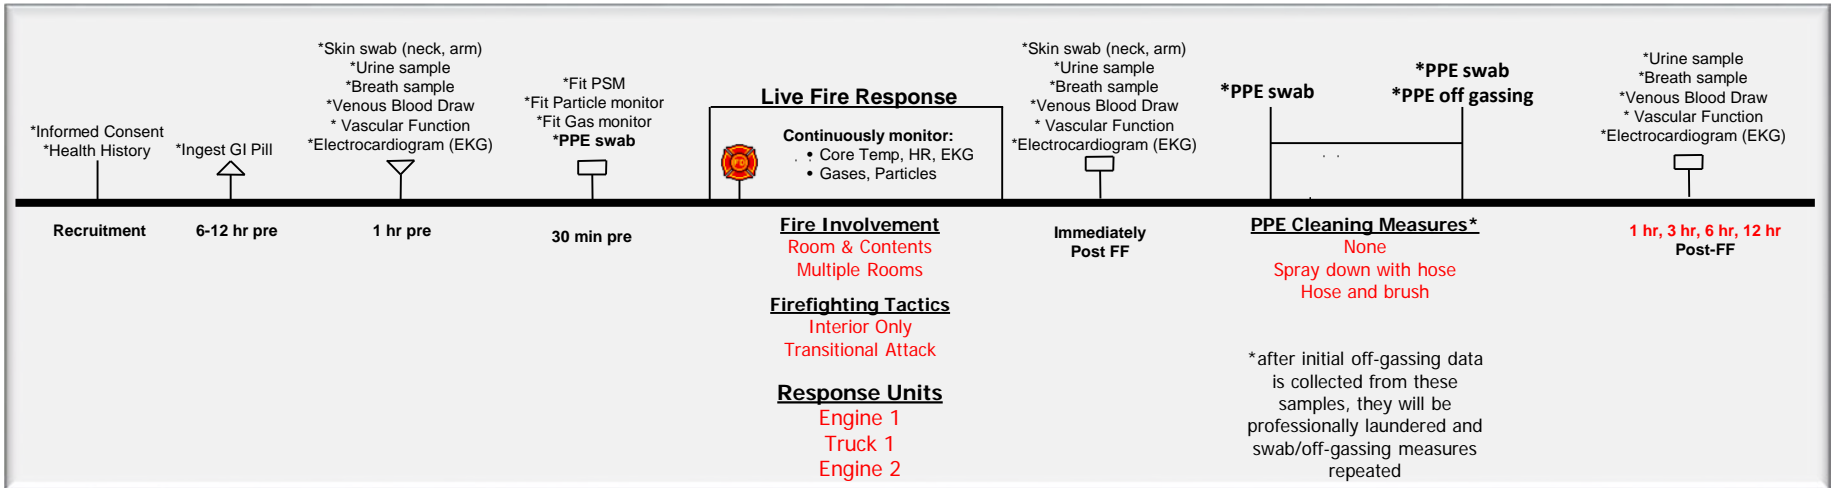 *Informed Consent
*Health History
Recruitment
*Ingest GI Pill
6-12 hr pre
*Skin swab (neck, arm)
*Urine sample
*Breath sample
*Venous Blood Draw
* Vascular Function
*Electrocardiogram (EKG)
1 hr pre
*Fit PSM
*Fit Particle monitor
*Fit Gas monitor
*PPE swab
30 min pre
Live Fire Response
Continuously monitor:
• Core Temp, HR, EKG
• Gases, Particles
FD
Fire Involvement
Room & Contents
Multiple Rooms
Firefighting Tactics
Interior Only
Transitional Attack
Response Units
Engine 1
Truck 1
Engine 2
*Skin swab (neck, arm)
*Urine sample
*Breath sample
*Venous Blood Draw
* Vascular Function
*Electrocardiogram (EKG)
Immediately
Post FF
*PPE swab
*PPE swab
*PPE off gassing
PPE Cleaning Measures*
None
Spray down with hose
Hose and brush
*after initial off-gassing data
is collected from these
samples, they will be
professionally laundered and
swab/off-gassing measures
repeated
*Urine sample
*Breath sample
*Venous Blood Draw
* Vascular Function
*Electrocardiogram (EKG)
1 hr, 3 hr, 6 hr, 12 hr
Post-FF